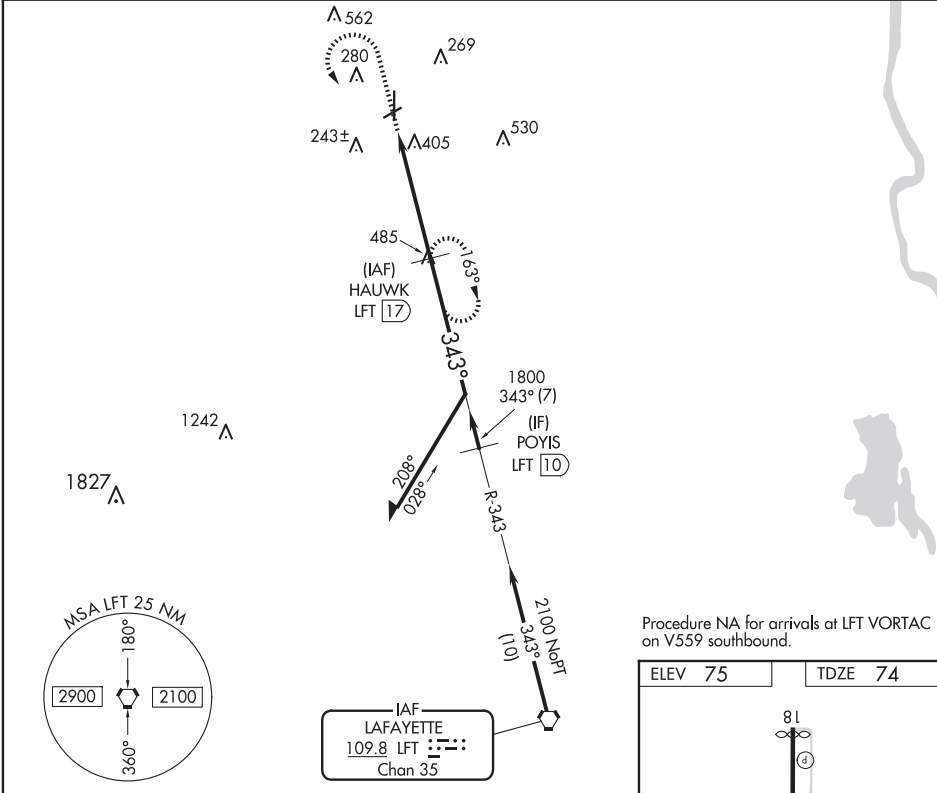 562
280
269
243±
405
530
485
(IAF)
HAUWK
LFT 17
163°
343°
1800
343° (7)
(IF)
POYIS
LFT 10
1242
1827
208°
028°
R-343
2100 NoPT
343°
(10)
MSA LFT 25 NM
180°
2900
2100
360°
IAF
LAFAYETTE
109.8 LFT
Chan 35
Procedure NA for arrivals at LFT VORTAC
on V559 southbound.
ELEV 75
TDZE 74
18
P